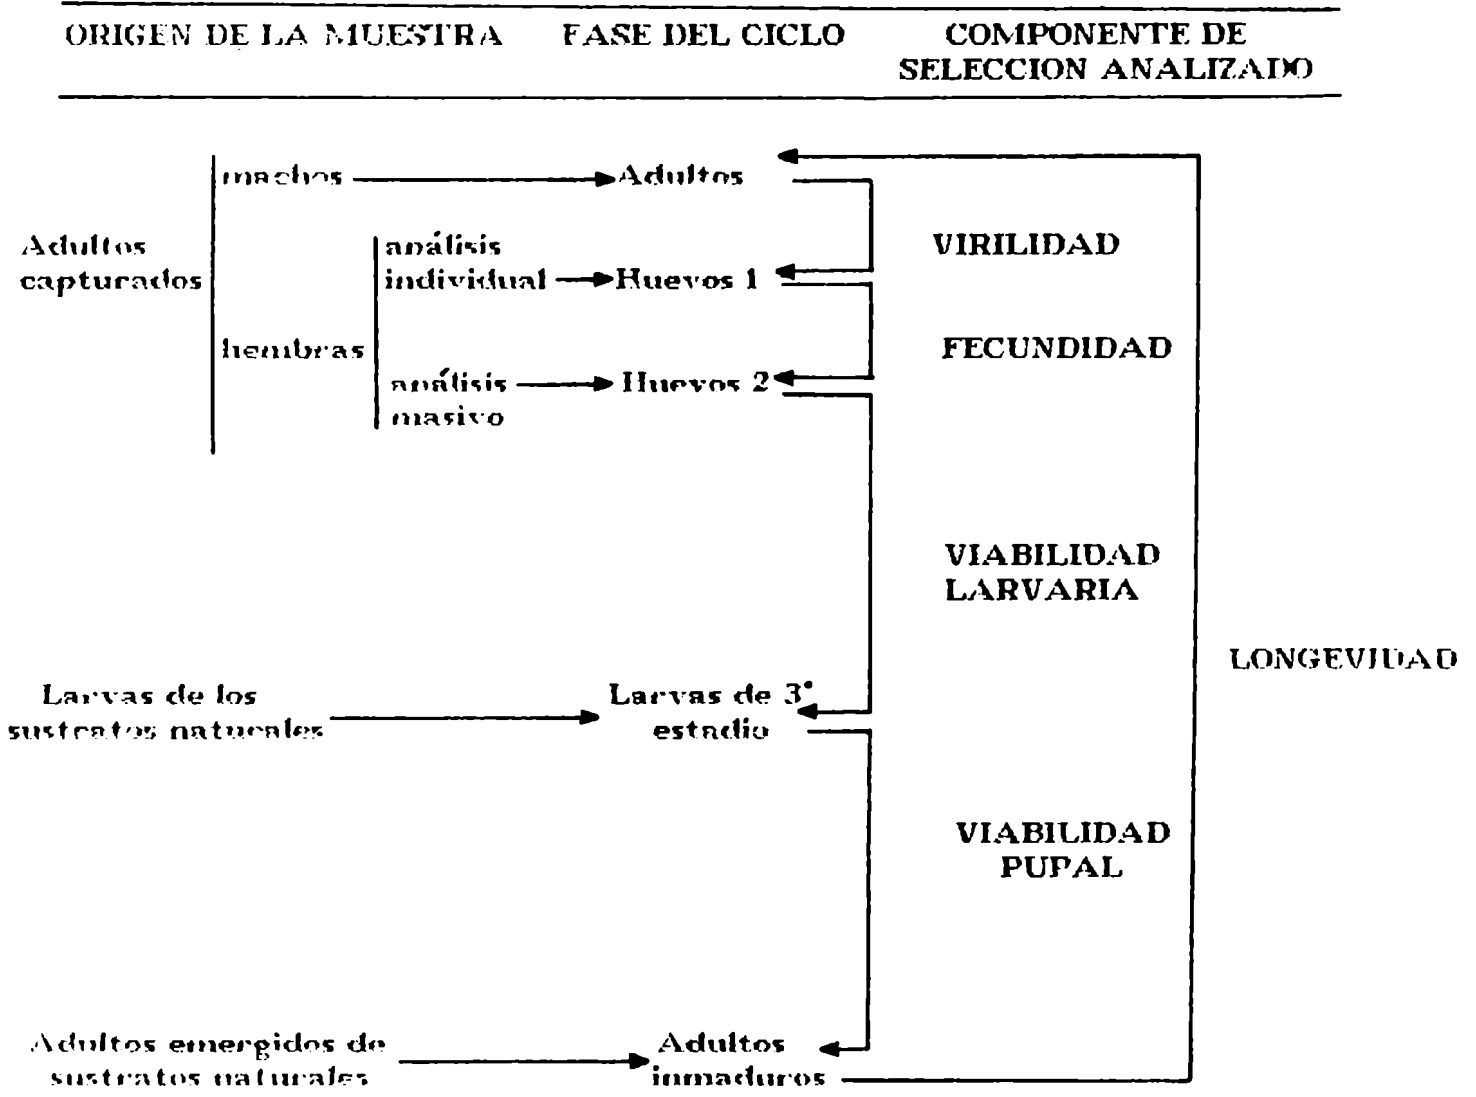 ORIGEN DE LA MUESTRA FASE DEL CICLO COMPONENTE DE
SELECCION ANALIZADO
machos Adultos
Adultos
capturados
análisis
individual Huevos 1
VIRILIDAD
hembras
FECUNDIDAD
análisis
masivo Huevos 2
VIABILIDAD
LARVARIA
LONGEVIDAD
Larvas de los
sustratos naturales
Larvas de 3°
estadio
VIABILIDAD
PUPAL
Adultos emergidos de
sustratos naturales
Adultos
inmaduros